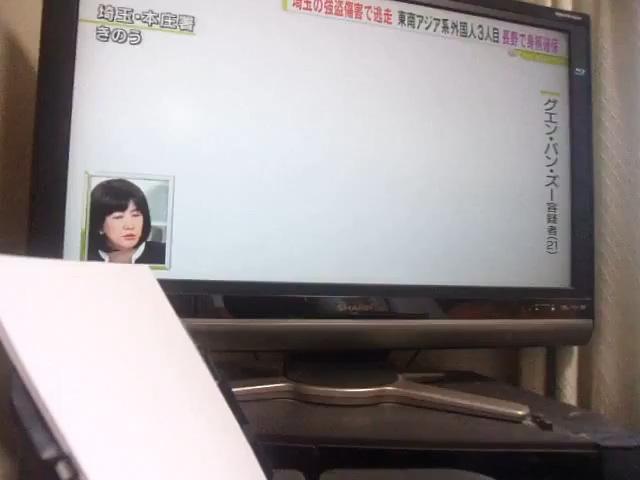 埼玉・本庄署
きのう
埼玉の強盗傷害で逃走 東南アジア系外国人3人目 長野で身柄確保
グエン・バン・ズー容疑者(21)
SHARP